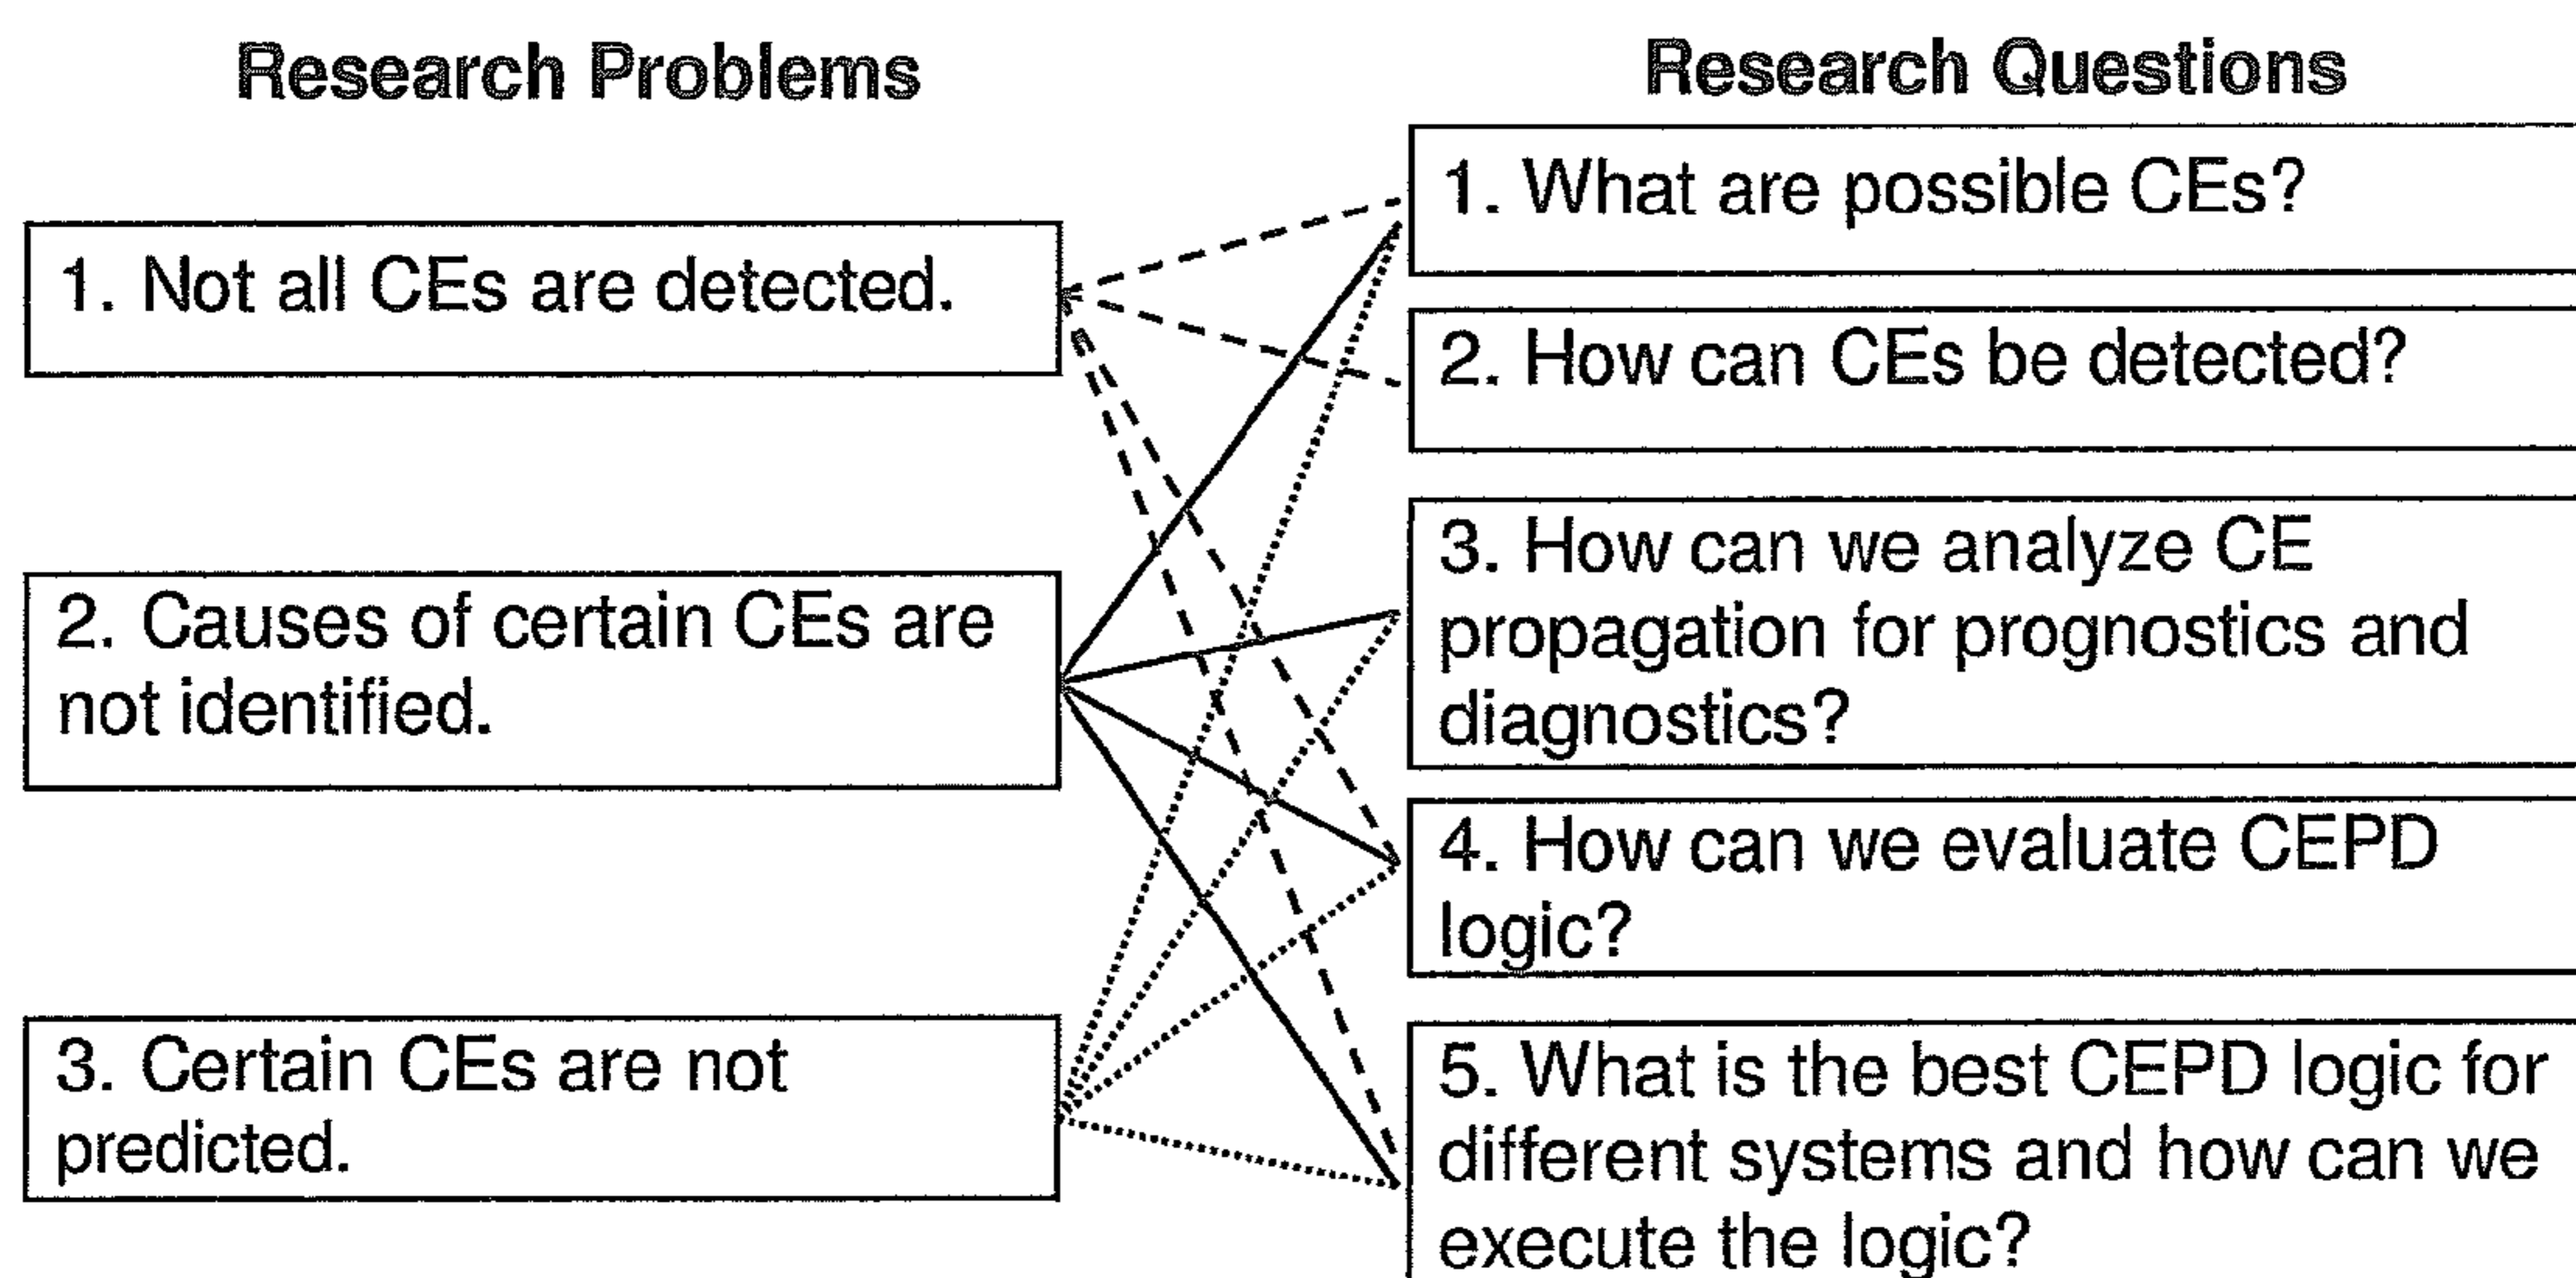 Research Problems
1. Not all CEs are detected.
2. Causes of certain CEs are
not identified.
3. Certain CEs are not
predicted.
Research Questions
1. What are possible CEs?
2. How can CEs be detected?
3. How can we analyze CE
propagation for prognostics and
diagnostics?
4. How can we evaluate CEPD
logic?
5. What is the best CEPD logic for
different systems and how can we
execute the logic?